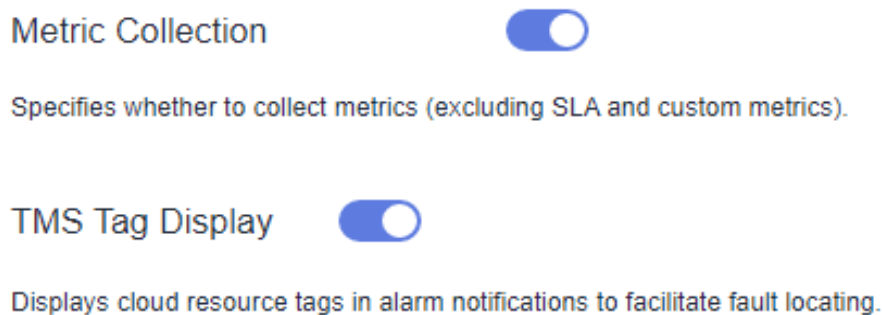 Metric Collection
Specifies whether to collect metrics (excluding SLA and custom metrics).
TMS Tag Display
Displays cloud resource tags in alarm notifications to facilitate fault locating.